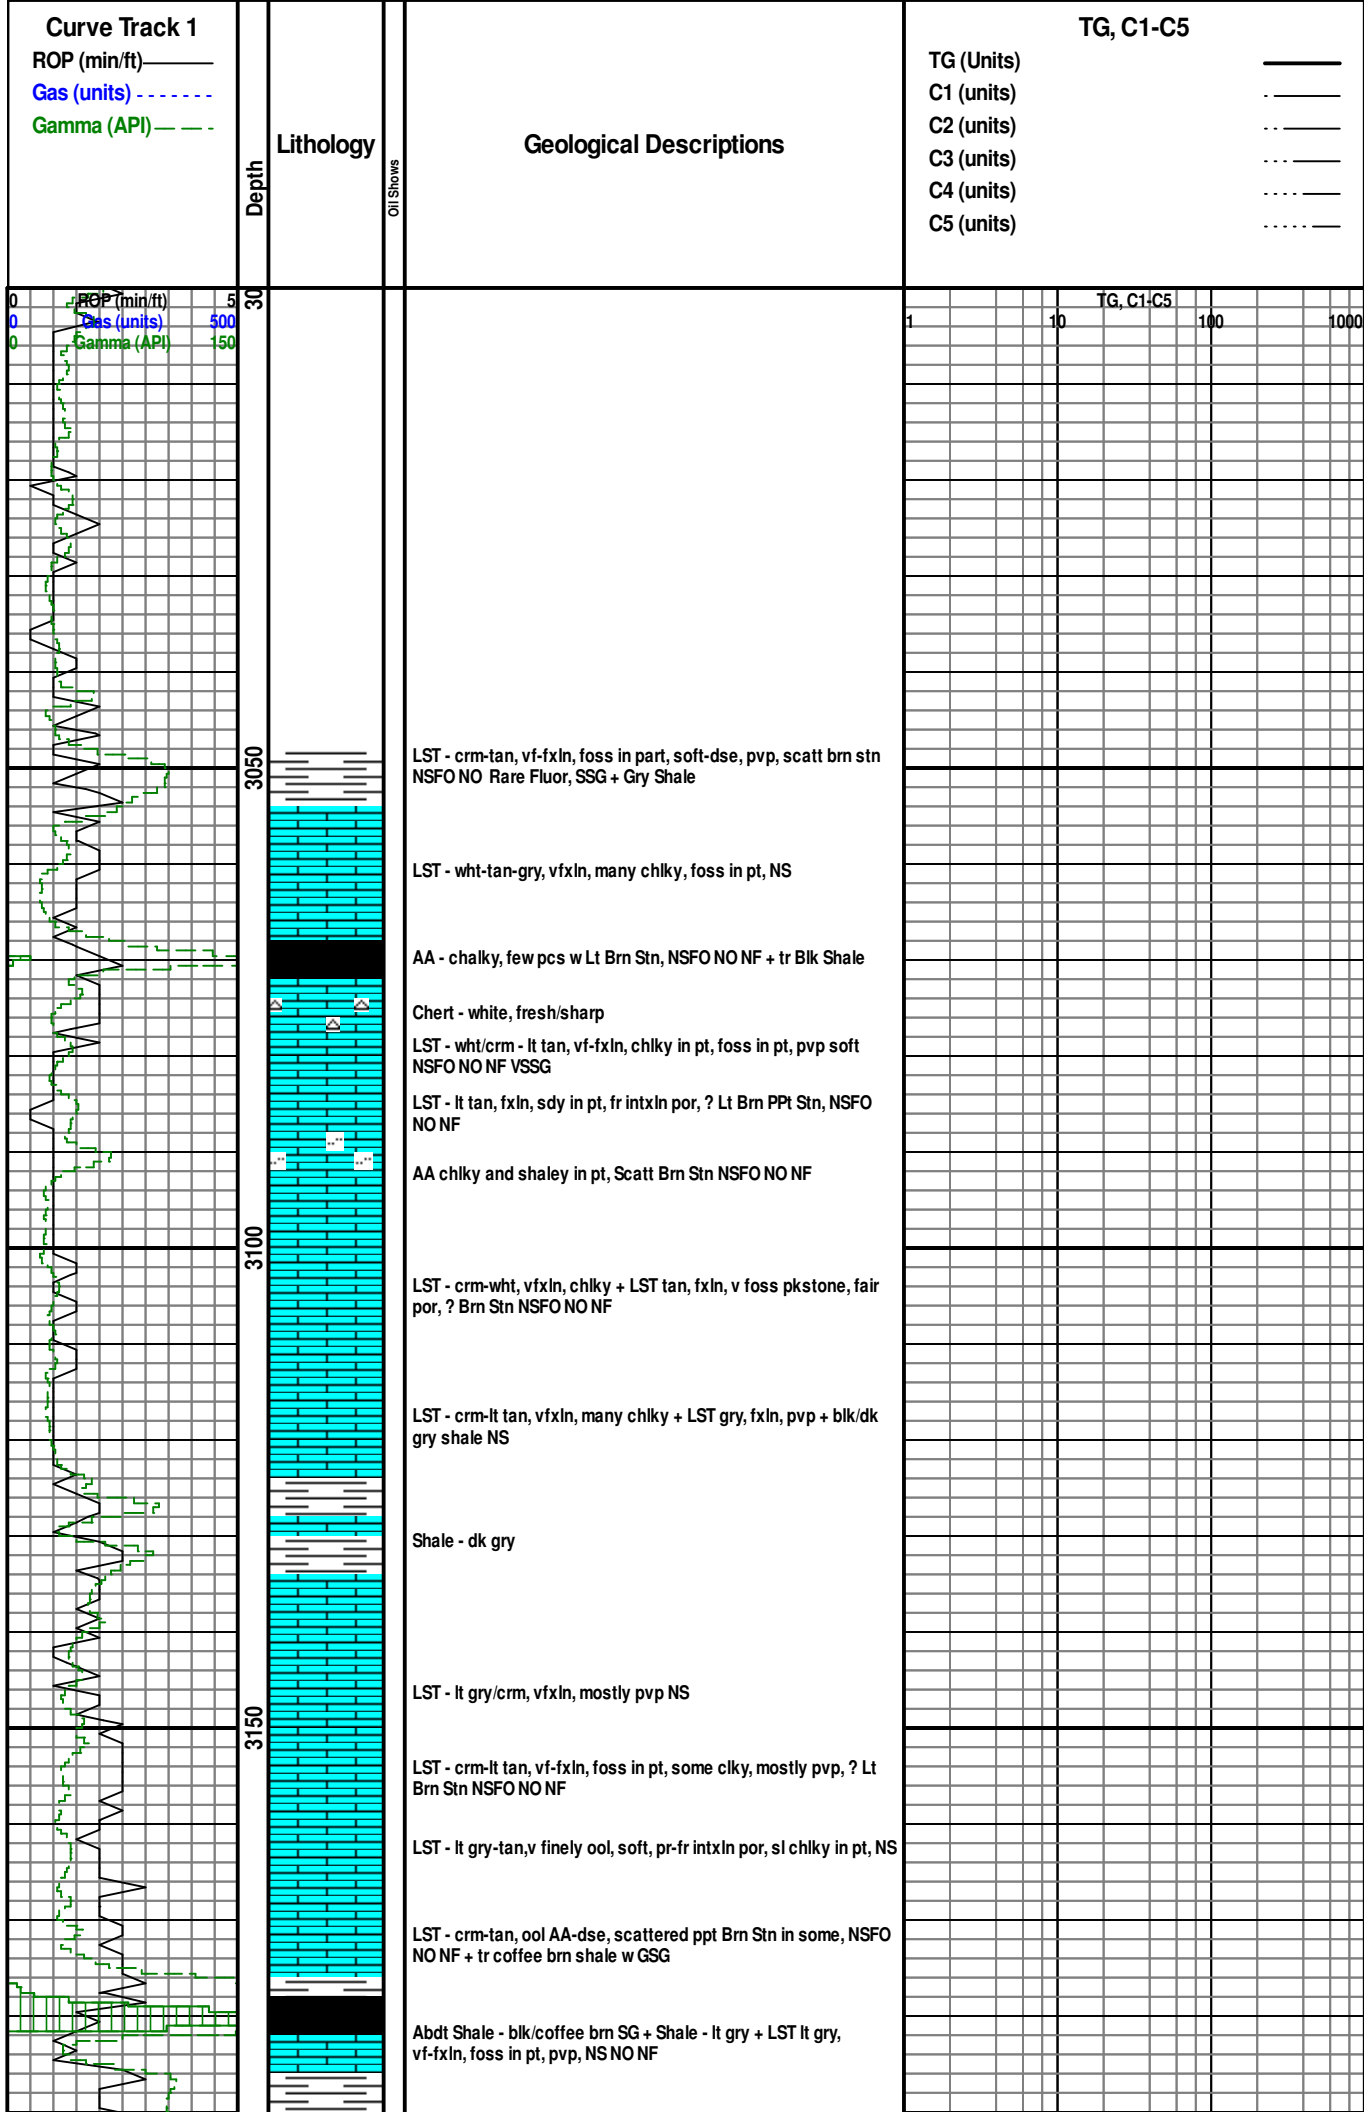 Curve Track 1
ROP (min/ft)
Gas (units)
Gamma (API)
Depth
Lithology
Oil Shows
Geological Descriptions
TG, C1-C5
TG (Units)
C1 (units)
C2 (units)
C3 (units)
C4 (units)
C5 (units)
0 ROP (min/ft) 5
0 Gas (units) 500
0 Gamma (API) 150
30
TG, C1-C5
1 10 100 1000
3050
LST - crm-tan, vf-fxln, foss in part, soft-dse, pvp, scatt brn stn
NSFO NO Rare Fluor, SSG + Gry Shale
LST - wht-tan-gry, vfxln, many chlky, foss in pt, NS
AA - chalky, few pcs w Lt Brn Stn, NSFO NO NF + tr Blk Shale
Chert - white, fresh/sharp
LST - wht/crm - lt tan, vf-fxln, chlky in pt, foss in pt, pvp soft
NSFO NO NF VSSG
LST - lt tan, fxln, sdy in pt, fr intxln por, ? Lt Brn PPt Stn, NSFO
NO NF
AA chlky and shaley in pt, Scatt Brn Stn NSFO NO NF
3100
LST - crm-wht, vfxln, chlky + LST tan, fxln, v foss pkstone, fair
por, ? Brn Stn NSFO NO NF
LST - crm-lt tan, vfxln, many chlky + LST gry, fxln, pvp + blk/dk
gry shale NS
Shale - dk gry
LST - lt gry/crm, vfxln, mostly pvp NS
3150
LST - crm-lt tan, vf-fxln, foss in pt, some clky, mostly pvp, ? Lt
Brn Stn NSFO NO NF
LST - lt gry-tan,v finely ool, soft, pr-fr intxln por, sl chlky in pt, NS
LST - crm-tan, ool AA-dse, scattered ppt Brn Stn in some, NSFO
NO NF + tr coffee brn shale w GSG
Abdt Shale - blk/coffee brn SG + Shale - lt gry + LST lt gry,
vf-fxln, foss in pt, pvp, NS NO NF